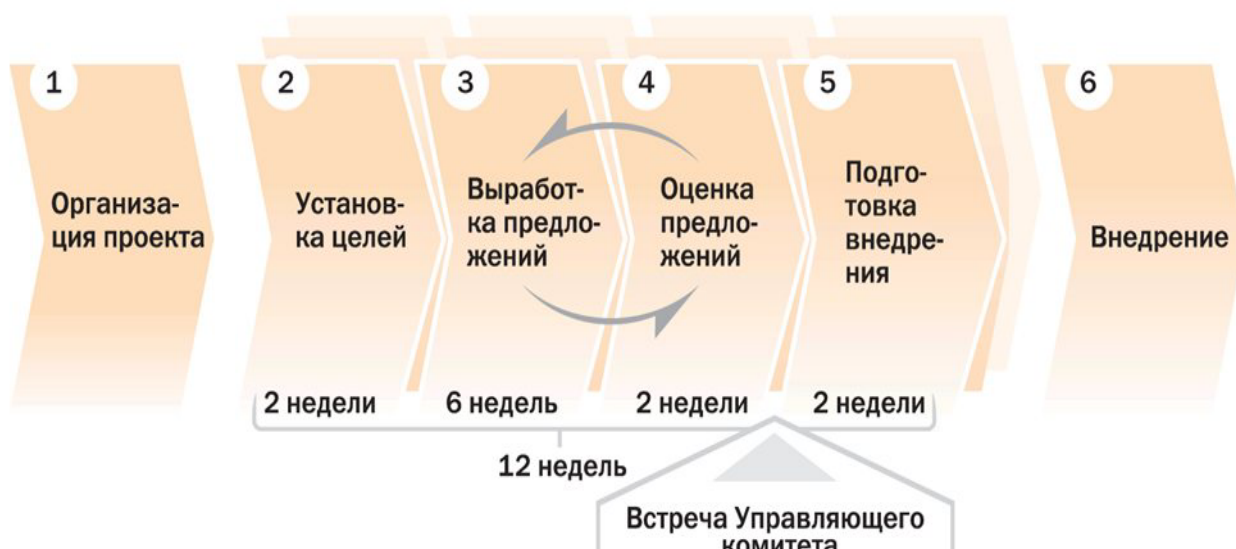 1
Организа-
ция проекта
2
Установ-
ка целей
3
Выработ-
ка предло-
жений
4
Оценка
предло-
жений
5
Подго-
товка
внедре-
ния
6
Внедрение
2 недели
6 недель
2 недели
2 недели
12 недель
Встреча Управляющего
комитета